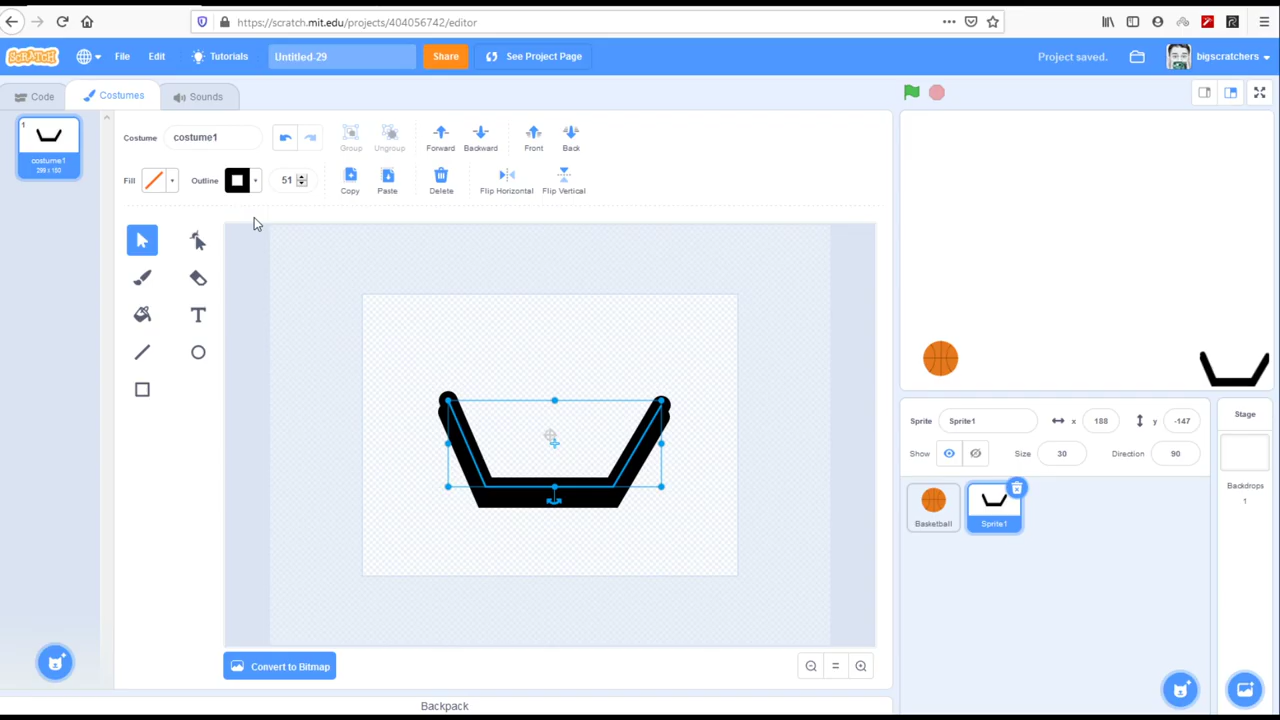 https://scratch.mit.edu/projects/404056742/editor
SCRATCH
File
Edit
Tutorials
Untitled-29
Share
See Project Page
Project saved.
bigscratchers
Code
Costumes
Sounds
1
costume1
299 x 160
Costume
costume1
Group
Ungroup
Forward
Backward
Front
Back
Fill
Outline
51
Copy
Paste
Delete
Flip Horizontal
Flip Vertical
Convert to Bitmap
Backpack
Sprite
Sprite1
x
188
y
-147
Show
Size
30
Direction
90
Basketball
Sprite1
Stage
Backdrops
1